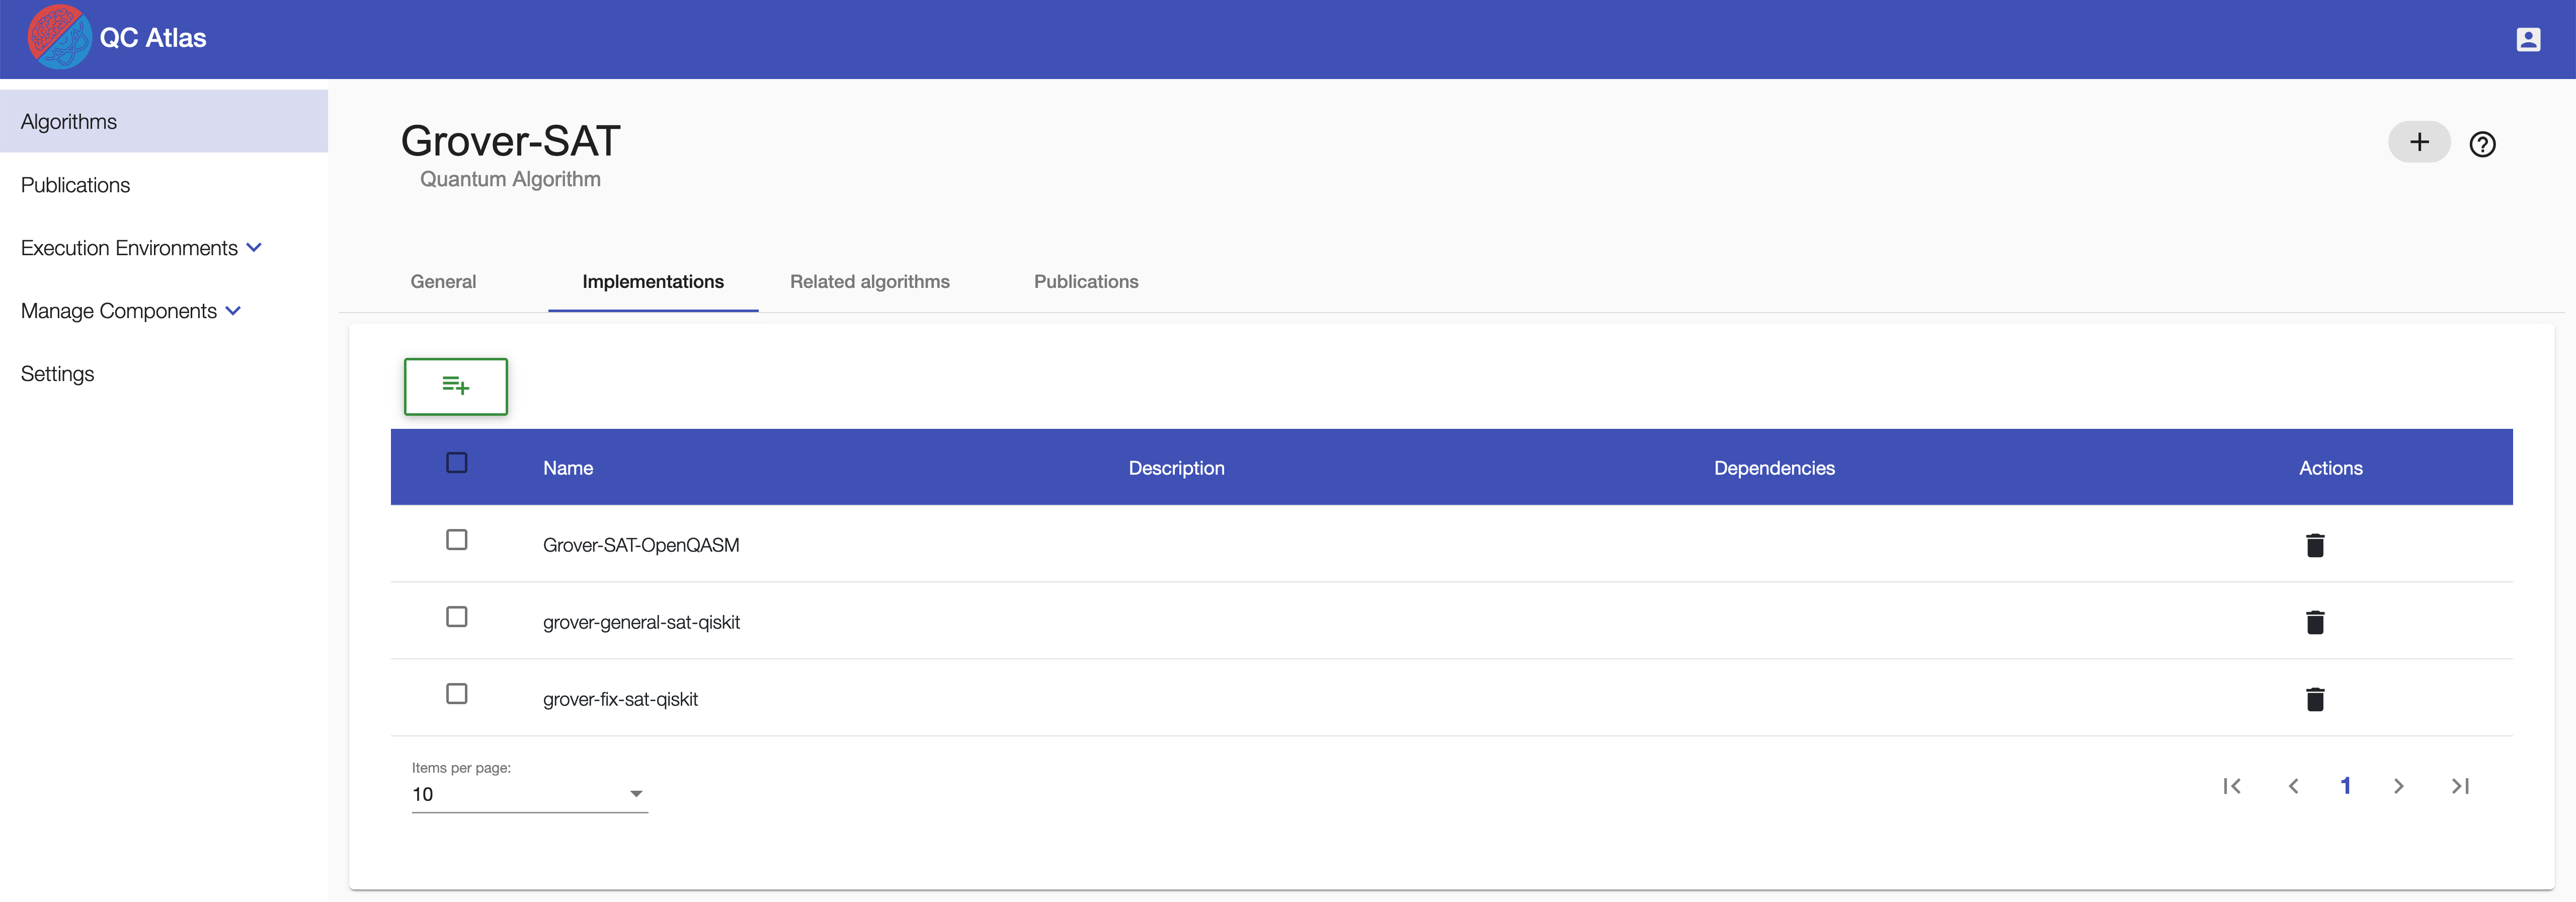 QC Atlas
Algorithms
Publications
Execution Environments
Manage Components
Settings
Grover-SAT
Quantum Algorithm
General Implementations Related algorithms Publications
Name Description Dependencies Actions
Grover-SAT-OpenQASM
grover-general-sat-qiskit
grover-fix-sat-qiskit
Items per page:
10
1